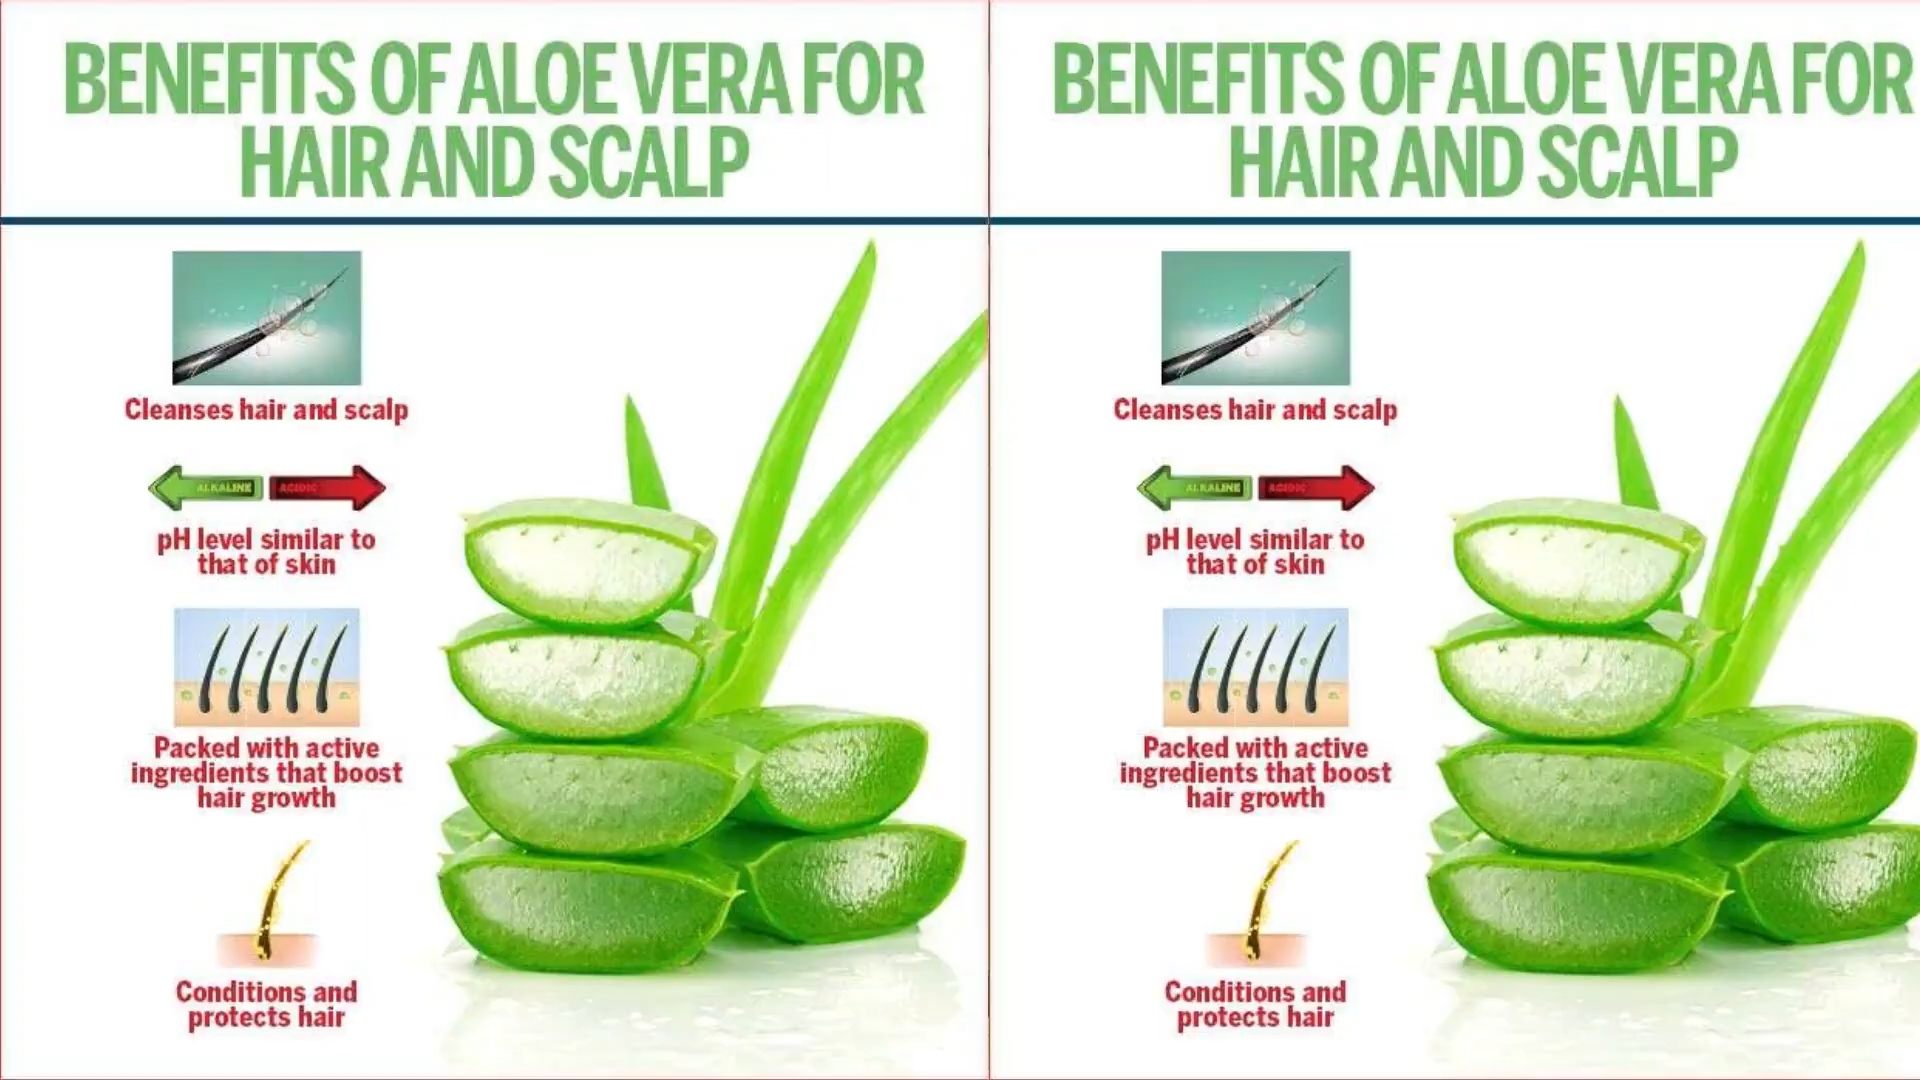 BENEFITS OF ALOE VERA FOR
HAIR AND SCALP
Cleanses hair and scalp
ALKALINE ACIDIC
pH level similar to
that of skin
Packed with active
ingredients that boost
hair growth
Conditions and
protects hair
BENEFITS OF ALOE VERA FOR
HAIR AND SCALP
Cleanses hair and scalp
ALKALINE ACIDIC
pH level similar to
that of skin
Packed with active
ingredients that boost
hair growth
Conditions and
protects hair